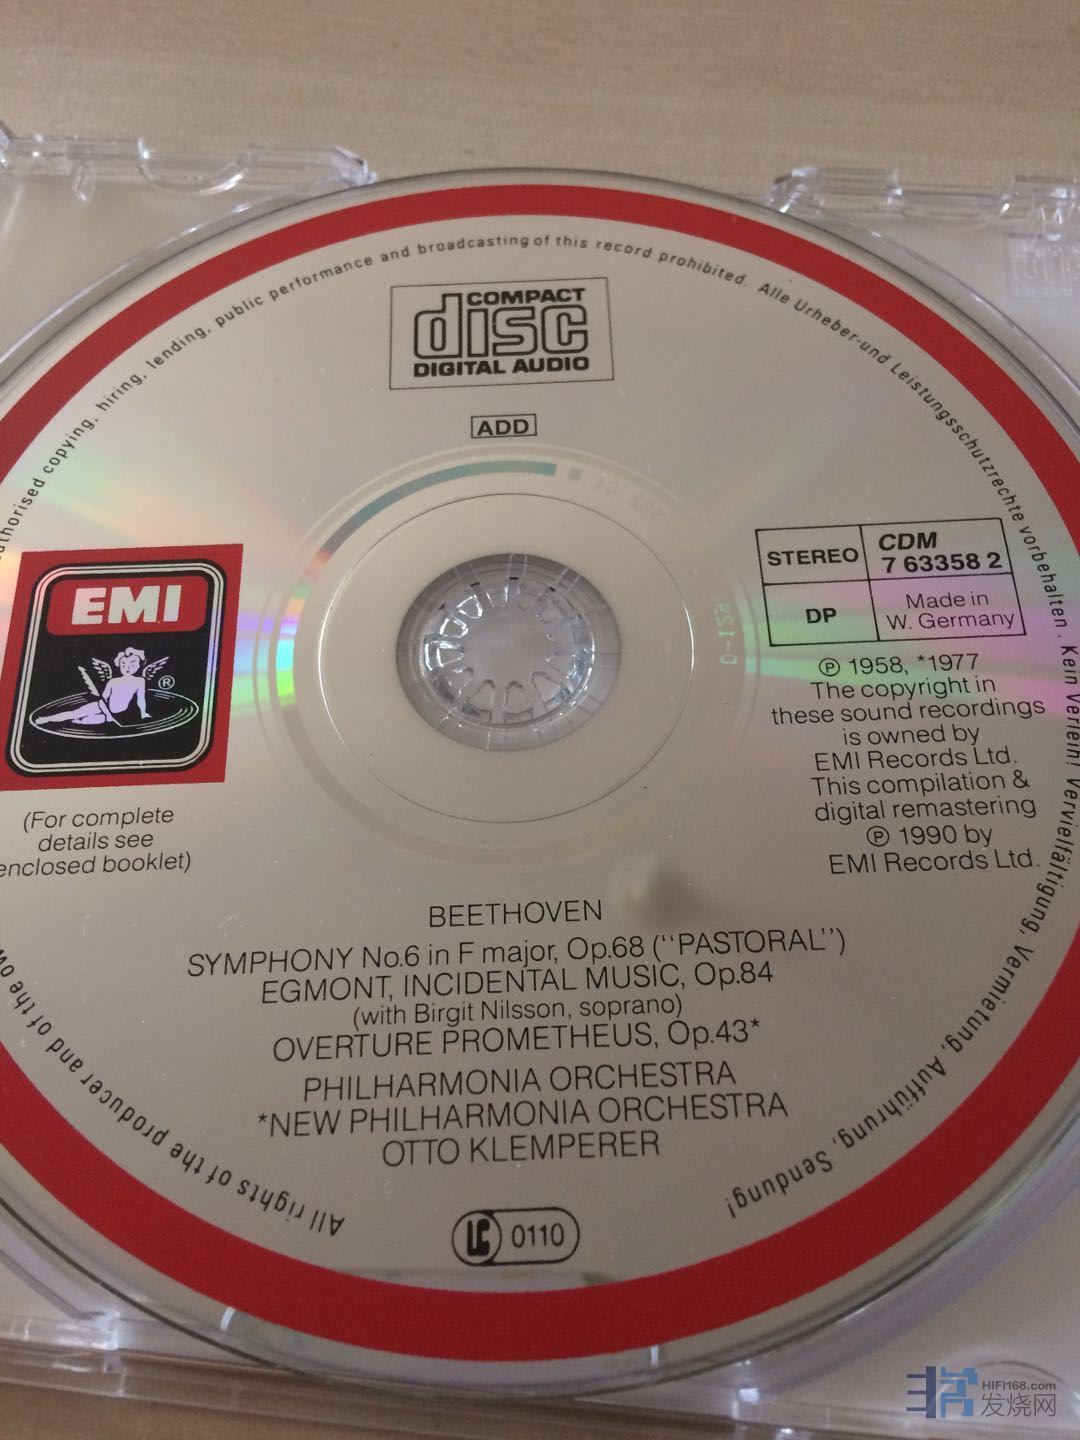 authorised copying, hiring, lending, public performance and broadcasting of this record prohibited. Alle Urheber-und Leistungsschutzrechte vorbehalten. Kein Verleih! Vervielfältigung, Vermietung, Aufführung, Sendung!
COMPACT
disc
DIGITAL AUDIO
ADD
STEREO
CDM
7 63358 2
DP
Made in
W. Germany
EMI
®
(For complete
details see
enclosed booklet)
℗ 1958, *1977
The copyright in
these sound recordings
is owned by
EMI Records Ltd.
This compilation &
digital remastering
℗ 1990 by
EMI Records Ltd.
BEETHOVEN
SYMPHONY No.6 in F major, Op.68 (''PASTORAL'')
EGMONT, INCIDENTAL MUSIC, Op.84
(with Birgit Nilsson, soprano)
OVERTURE PROMETHEUS, Op.43*
PHILHARMONIA ORCHESTRA
*NEW PHILHARMONIA ORCHESTRA
OTTO KLEMPERER
LC 0110
All rights of the producer and of the
HIFI168.com
发烧网